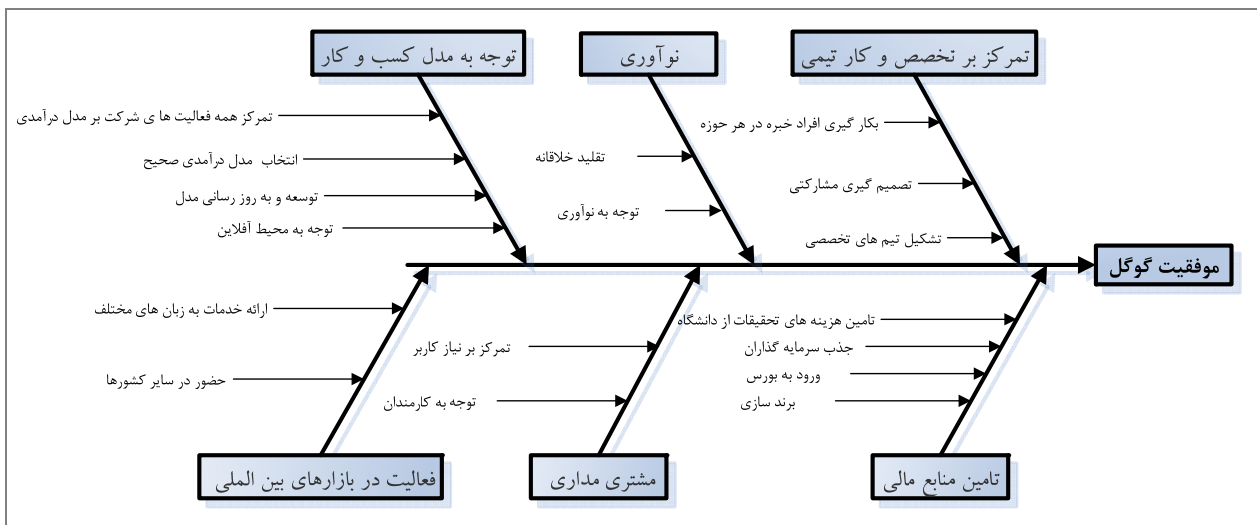 تمرکز بر تخصص و کار تیمی
نوآوری
توجه به مدل کسب و کار
بکار گیری افراد خبره در هر حوزه
تصمیم گیری مشارکتی
تشکیل تیم های تخصصی
تقلید خلاقانه
توجه به نوآوری
تمرکز همه فعالیت ها ی شرکت بر مدل درآمدی
انتخاب مدل درآمدی صحیح
توسعه و به روز رسانی مدل
توجه به محیط آفلاین
موفقیت گوگل
تامین هزینه های تحقیقات از دانشگاه
جذب سرمایه گذاران
ورود به بورس
برند سازی
تمرکز بر نیاز کاربر
توجه به کارمندان
ارائه خدمات به زبان های مختلف
حضور در سایر کشورها
تامین منابع مالی
مشتری مداری
فعالیت در بازارهای بین المللی